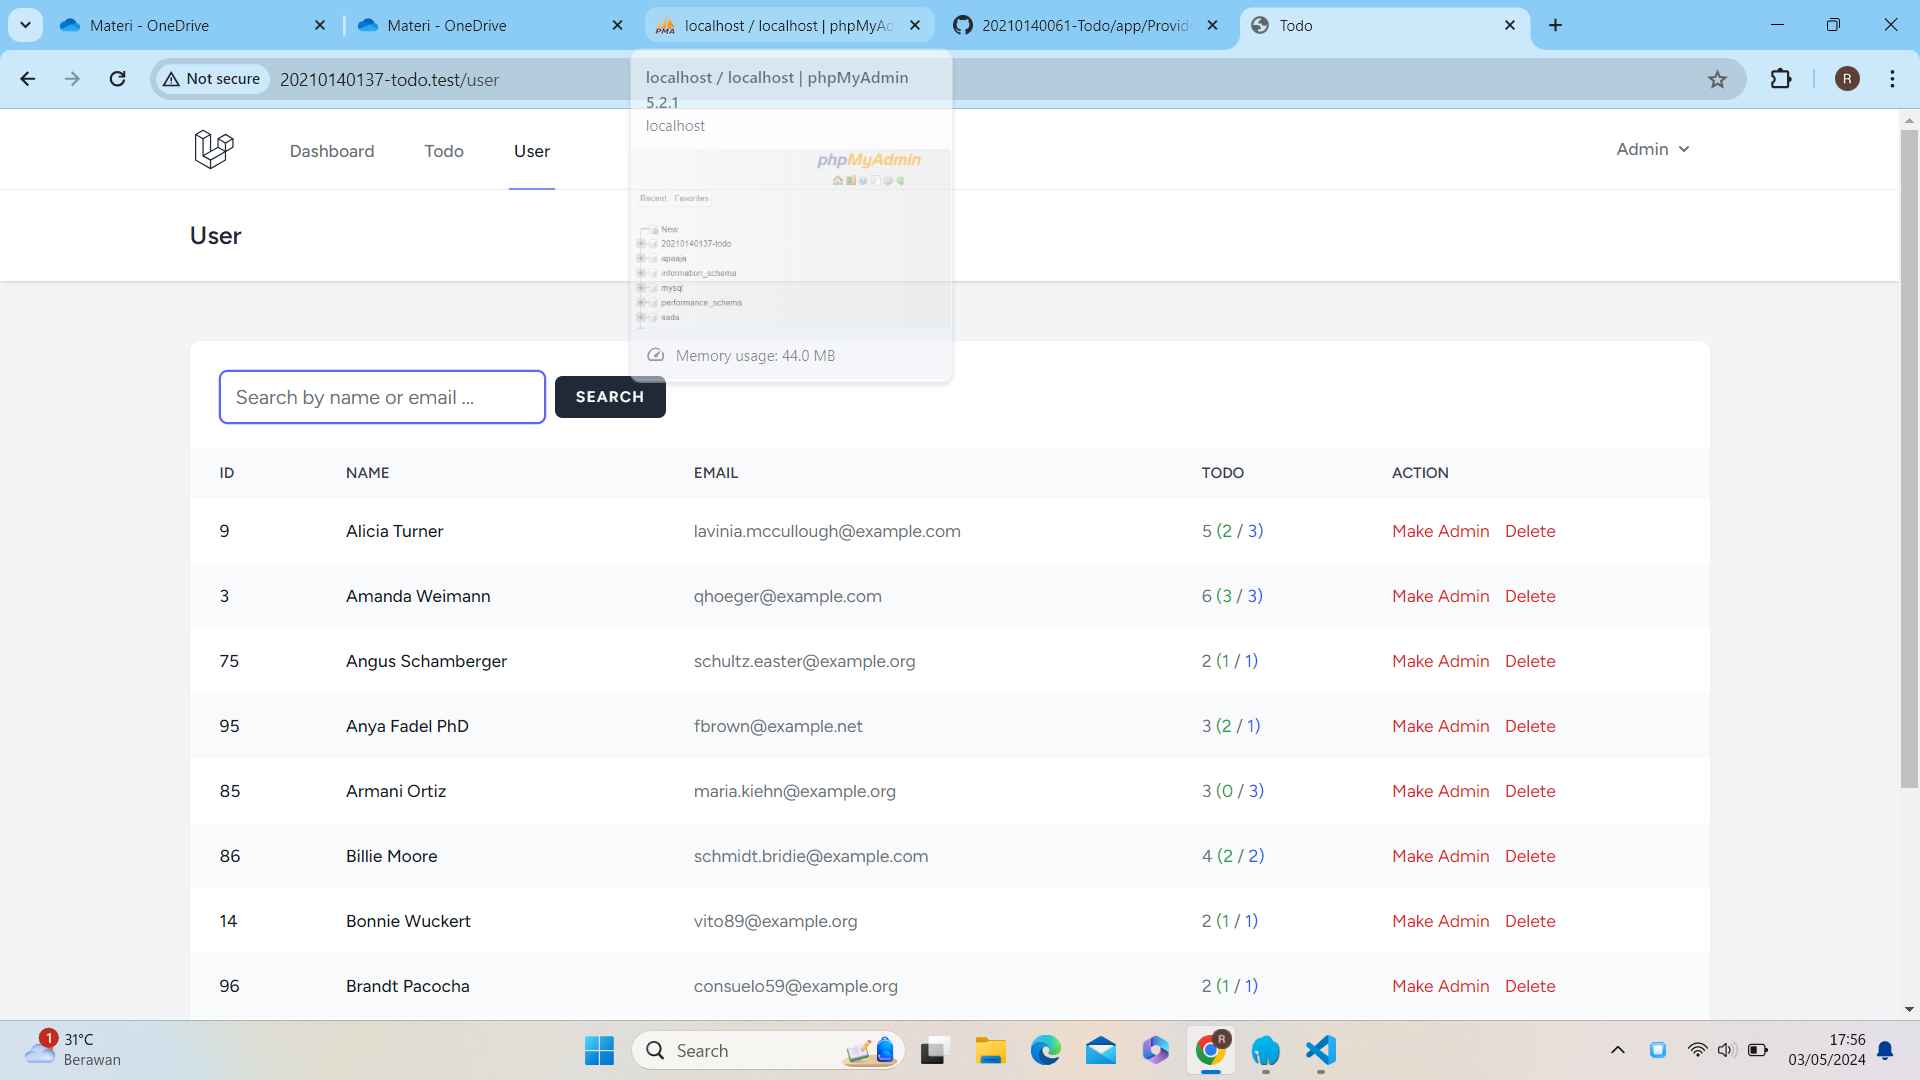 Materi - OneDrive
Materi - OneDrive
localhost / localhost | phpMyAd
20210140061-Todo/app/Provid
Todo
Not secure
20210140137-todo.test/user
R
localhost / localhost | phpMyAdmin
5.2.1
localhost
phpMyAdmin
Recent Favorites
New
20210140137-todo
apaaja
information_schema
mysql
performance_schema
sada
Memory usage: 44.0 MB
Dashboard
Todo
User
Admin
User
Search by name or email ...
SEARCH
ID NAME EMAIL TODO ACTION
9 Alicia Turner lavinia.mccullough@example.com 5 (2 / 3) Make Admin Delete
3 Amanda Weimann qhoeger@example.com 6 (3 / 3) Make Admin Delete
75 Angus Schamberger schultz.easter@example.org 2 (1 / 1) Make Admin Delete
95 Anya Fadel PhD fbrown@example.net 3 (2 / 1) Make Admin Delete
85 Armani Ortiz maria.kiehn@example.org 3 (0 / 3) Make Admin Delete
86 Billie Moore schmidt.bridie@example.com 4 (2 / 2) Make Admin Delete
14 Bonnie Wuckert vito89@example.org 2 (1 / 1) Make Admin Delete
96 Brandt Pacocha consuelo59@example.org 2 (1 / 1) Make Admin Delete
1
31°C
Berawan
Search
R
17:56
03/05/2024